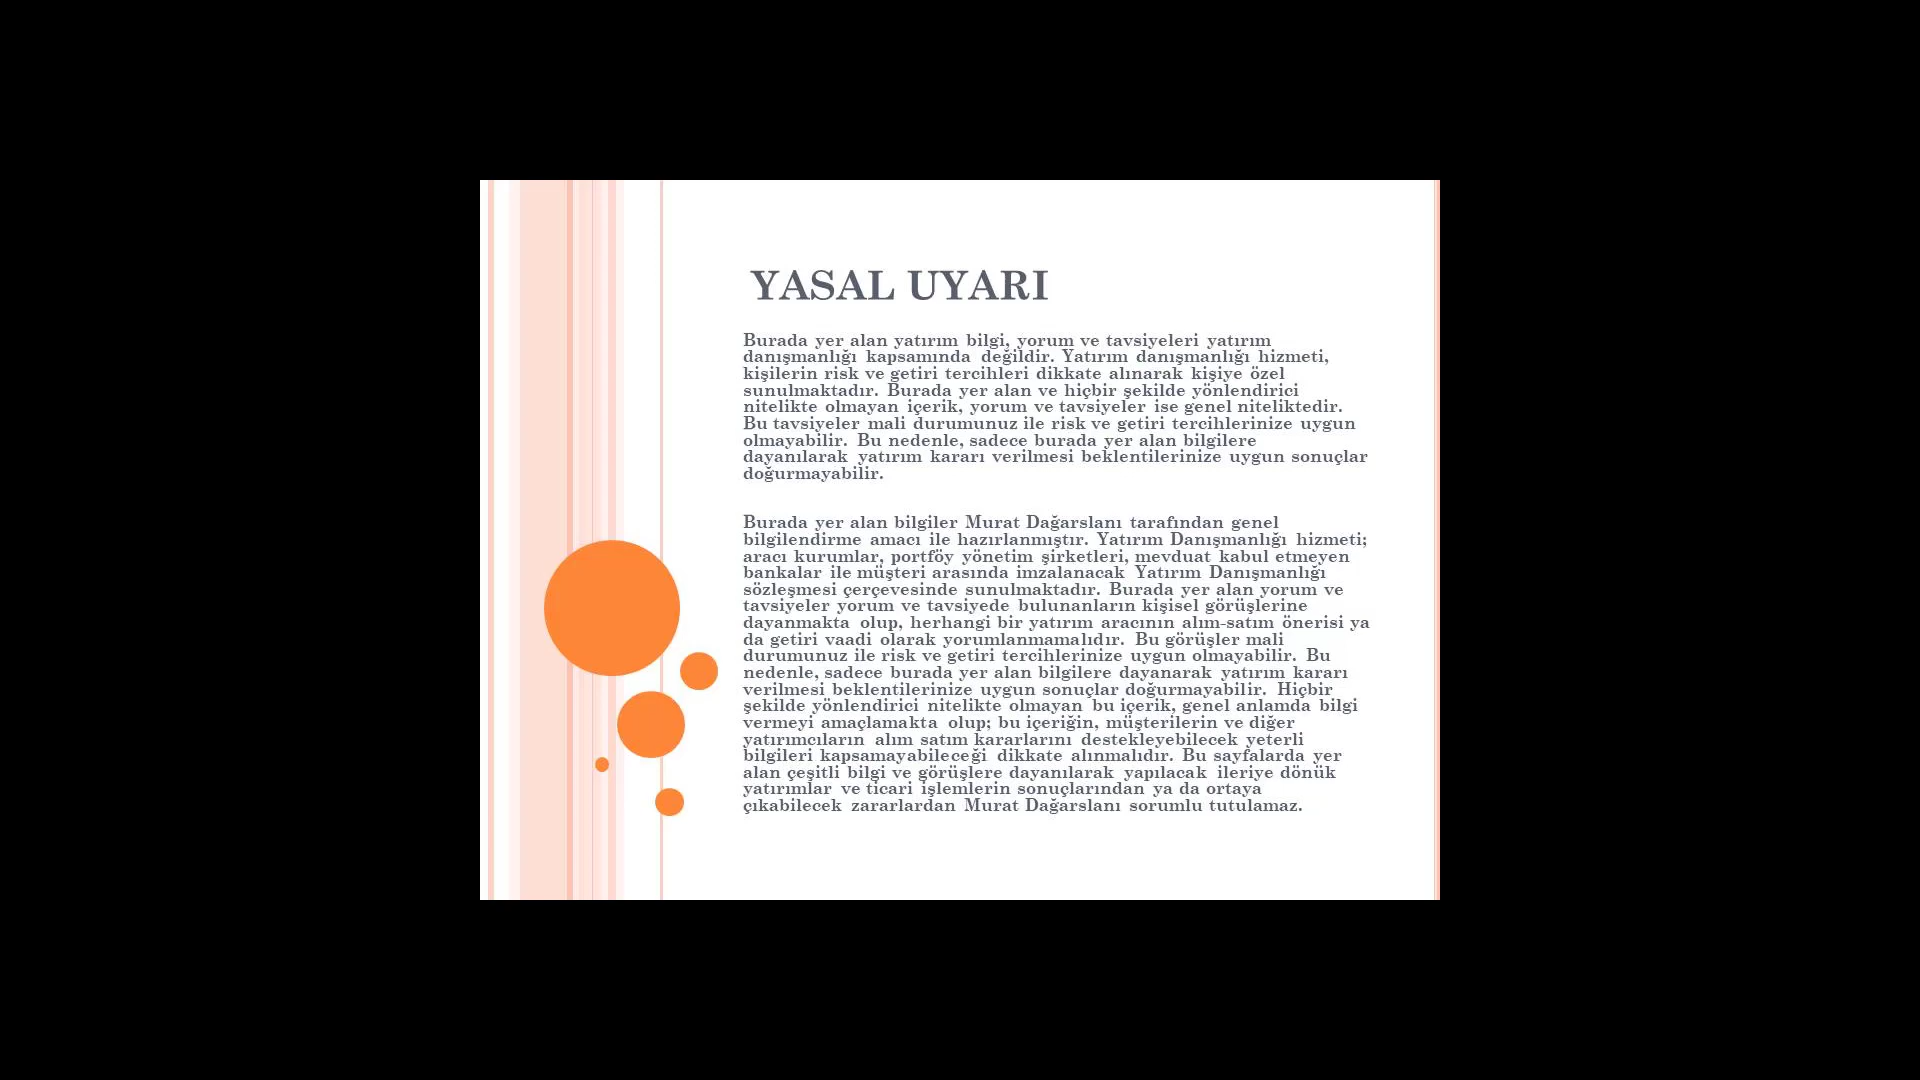 YASAL UYARI
Burada yer alan yatırım bilgi, yorum ve tavsiyeleri yatırım
danışmanlığı kapsamında değildir. Yatırım danışmanlığı hizmeti,
kişilerin risk ve getiri tercihleri dikkate alınarak kişiye özel
sunulmaktadır. Burada yer alan ve hiçbir şekilde yönlendirici
nitelikte olmayan içerik, yorum ve tavsiyeler ise genel niteliktedir.
Bu tavsiyeler mali durumunuz ile risk ve getiri tercihlerinize uygun
olmayabilir. Bu nedenle, sadece burada yer alan bilgilere
dayanılarak yatırım kararı verilmesi beklentilerinize uygun sonuçlar
doğurmayabilir.
Burada yer alan bilgiler Murat Dağarslanı tarafından genel
bilgilendirme amacı ile hazırlanmıştır. Yatırım Danışmanlığı hizmeti;
aracı kurumlar, portföy yönetim şirketleri, mevduat kabul etmeyen
bankalar ile müşteri arasında imzalanacak Yatırım Danışmanlığı
sözleşmesi çerçevesinde sunulmaktadır. Burada yer alan yorum ve
tavsiyeler yorum ve tavsiyede bulunanların kişisel görüşlerine
dayanmakta olup, herhangi bir yatırım aracının alım-satım önerisi ya
da getiri vaadi olarak yorumlanmamalıdır. Bu görüşler mali
durumunuz ile risk ve getiri tercihlerinize uygun olmayabilir. Bu
nedenle, sadece burada yer alan bilgilere dayanarak yatırım kararı
verilmesi beklentilerinize uygun sonuçlar doğurmayabilir. Hiçbir
şekilde yönlendirici nitelikte olmayan bu içerik, genel anlamda bilgi
vermeyi amaçlamakta olup; bu içeriğin, müşterilerin ve diğer
yatırımcıların alım satım kararlarını destekleyebilecek yeterli
bilgileri kapsamayabileceği dikkate alınmalıdır. Bu sayfalarda yer
alan çeşitli bilgi ve görüşlere dayanılarak yapılacak ileriye dönük
yatırımlar ve ticari işlemlerin sonuçlarından ya da ortaya
çıkabilecek zararlardan Murat Dağarslanı sorumlu tutulamaz.